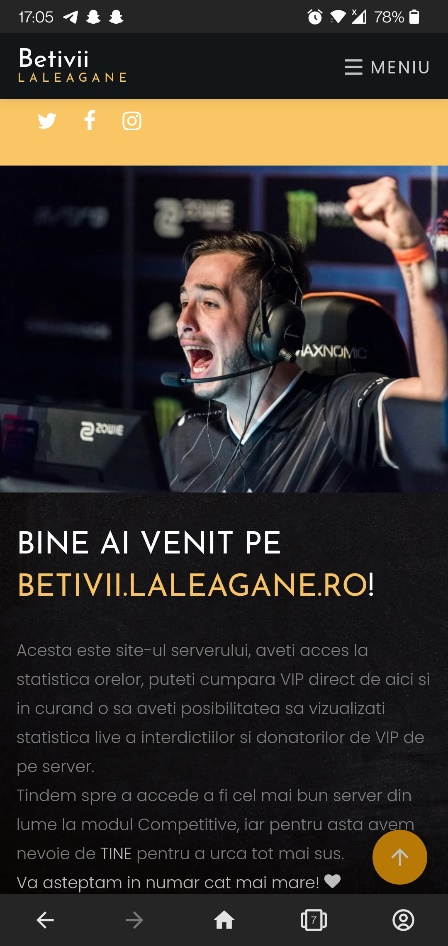 17:05
78%
Betivii
LALEAGANE
MENIU
ZOWIE
MAXNOMIC
ZOWIE
BINE AI VENIT PE
BETIVII.LALEAGANE.RO!
Acesta este site-ul serverului, aveti acces la
statistica orelor, puteti cumpara VIP direct de aici si
in curand o sa aveti posibilitatea sa vizualizati
statistica live a interdictiilor si donatorilor de VIP de
pe server.
Tindem spre a accede a fi cel mai bun server din
lume la modul Competitive, iar pentru asta avem
nevoie de TINE pentru a urca tot mai sus.
Va asteptam in numar cat mai mare! ♥
7